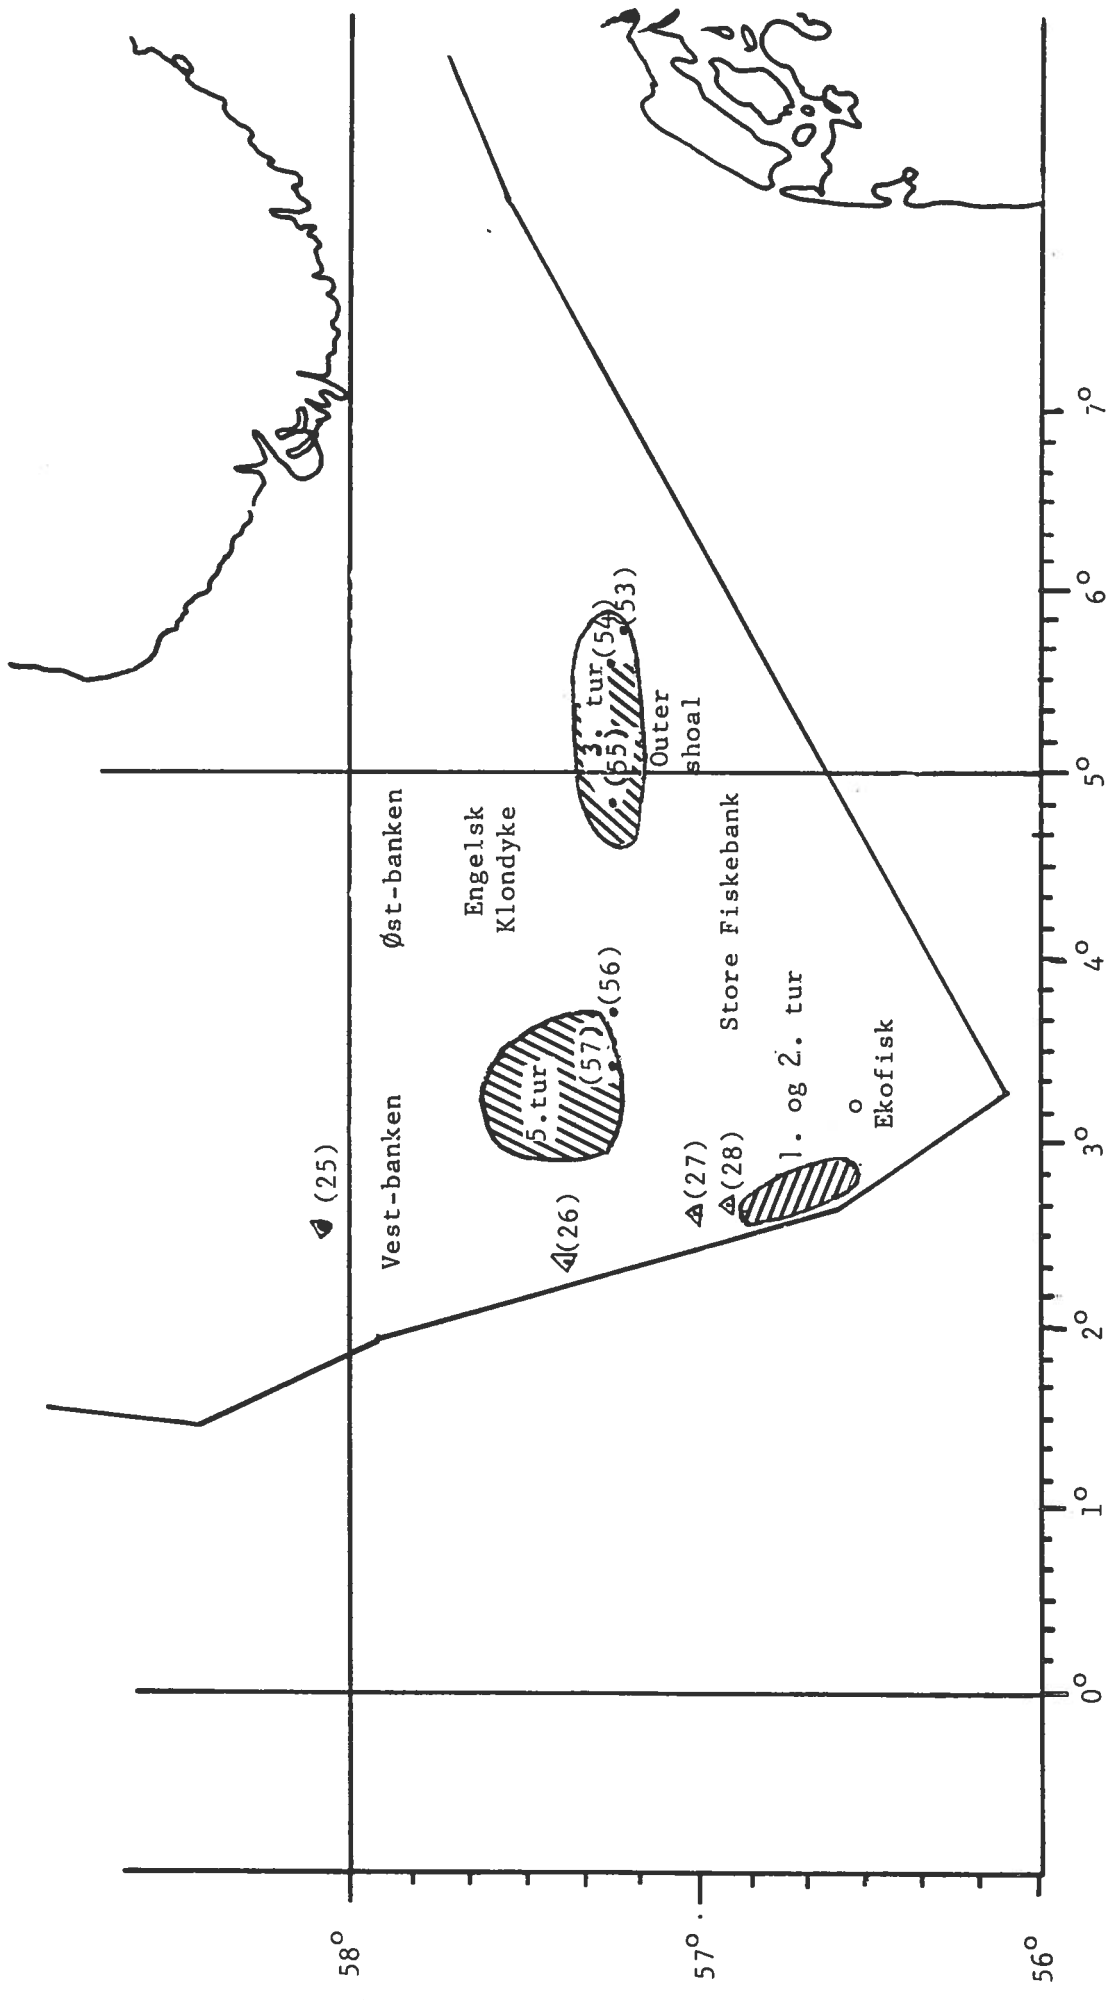 58°
57°
56°
0°
1°
2°
3°
4°
5°
6°
7°
(25)
Vest-banken
Øst-banken
Engelsk
Klondyke
(26)
5.tur
(57)
(56)
3. tur
(55)
(54)
(53)
Outer
shoal
(27)
(28)
Store Fiskebank
1. og 2. tur
Ekofisk